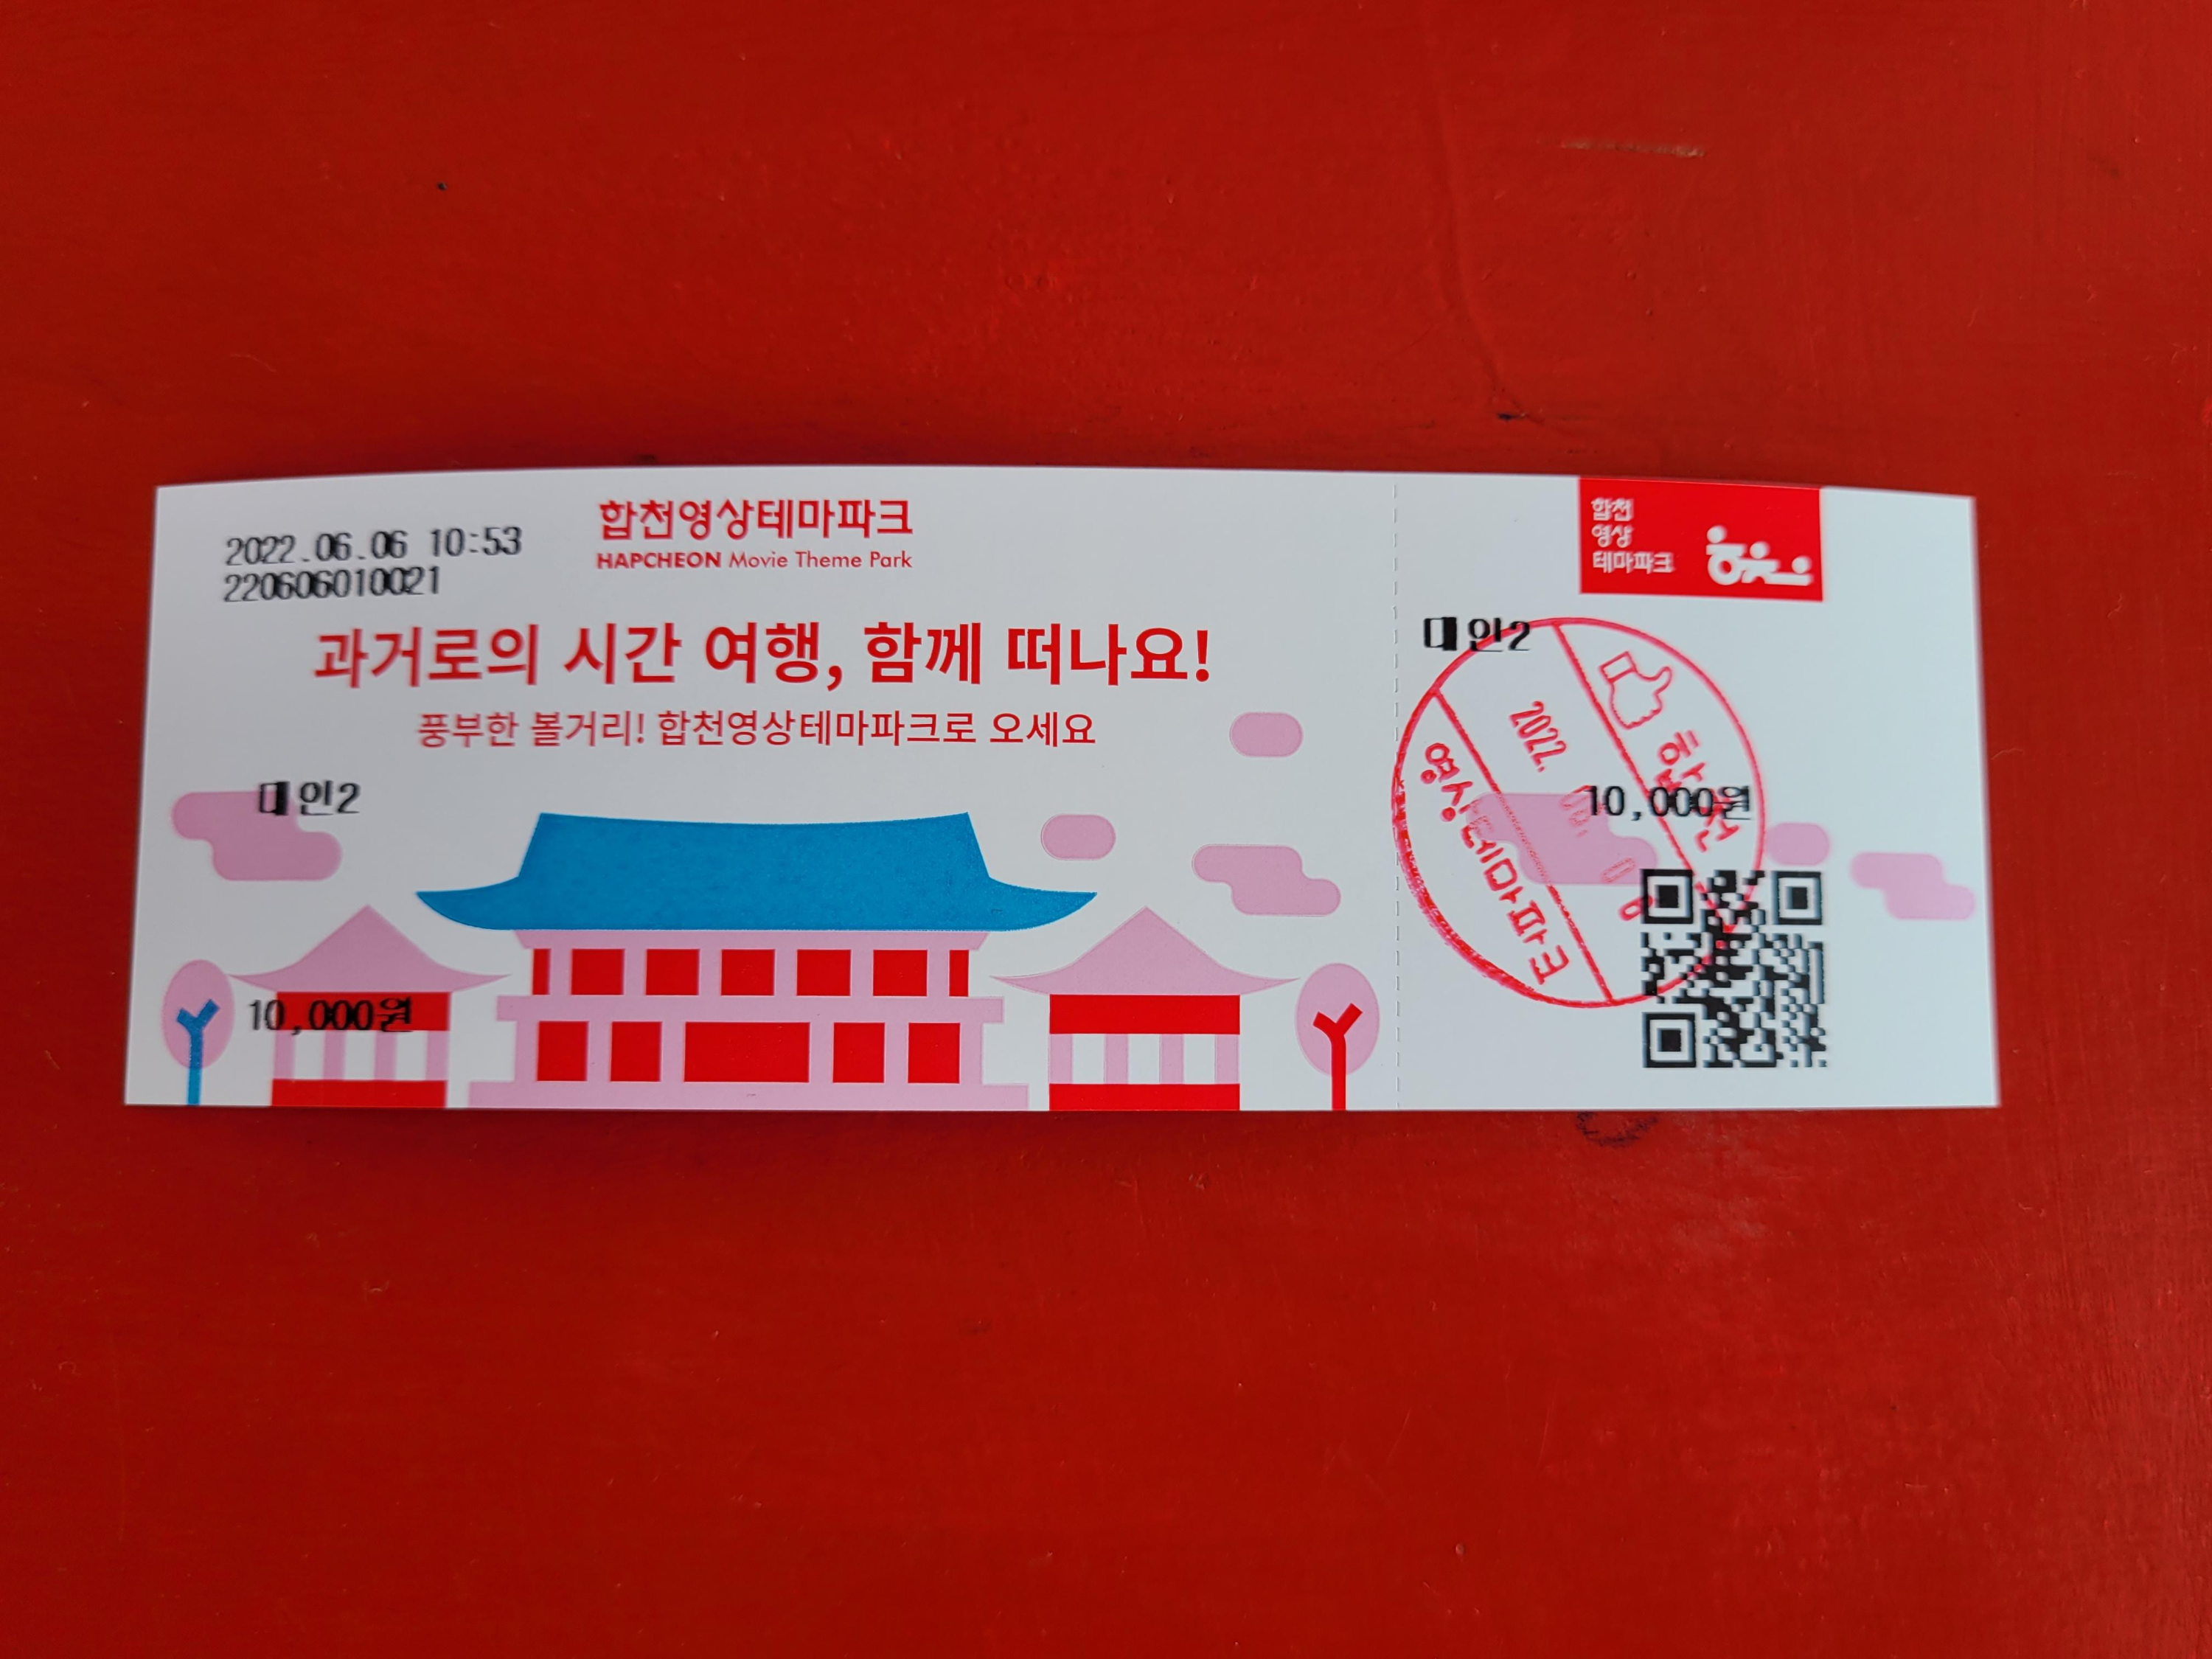 2022.06.06 10:53
220606010021
합천영상테마파크
HAPCHEON Movie Theme Park
과거로의 시간 여행, 함께 떠나요!
풍부한 볼거리! 합천영상테마파크로 오세요
대인2
10,000원
합천
영상
테마파크
대인2
10,000원
합천
2022.
영상테마파크